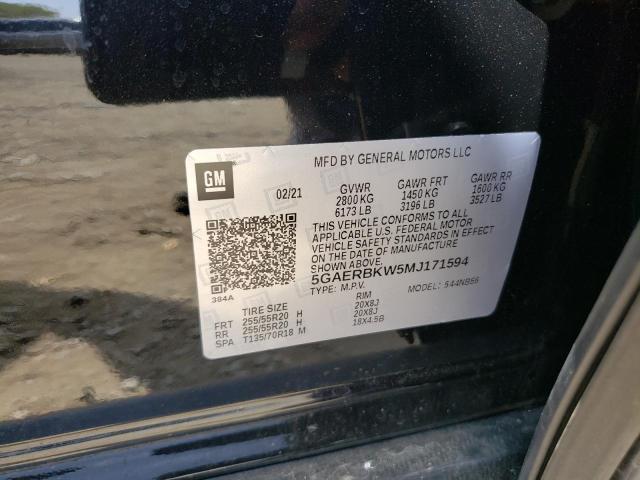 MFD BY GENERAL MOTORS LLC
GM
02/21
GVWR GAWR FRT GAWR RR
2800 KG 1450 KG 1600 KG
6173 LB 3196 LB 3527 LB
THIS VEHICLE CONFORMS TO ALL
APPLICABLE U.S. FEDERAL MOTOR
VEHICLE SAFETY STANDARDS IN EFFECT
ON THE DATE OF MANUFACTURE
SHOWN ABOVE.
5GAERBKW5MJ171594
TYPE: M.P.V. MODEL: 544NB56
384A
TIRE SIZE RIM
FRT 255/55R20 H 20X8J
RR 255/55R20 H 20X8J
SPA T135/70R18 M 18X4.5B